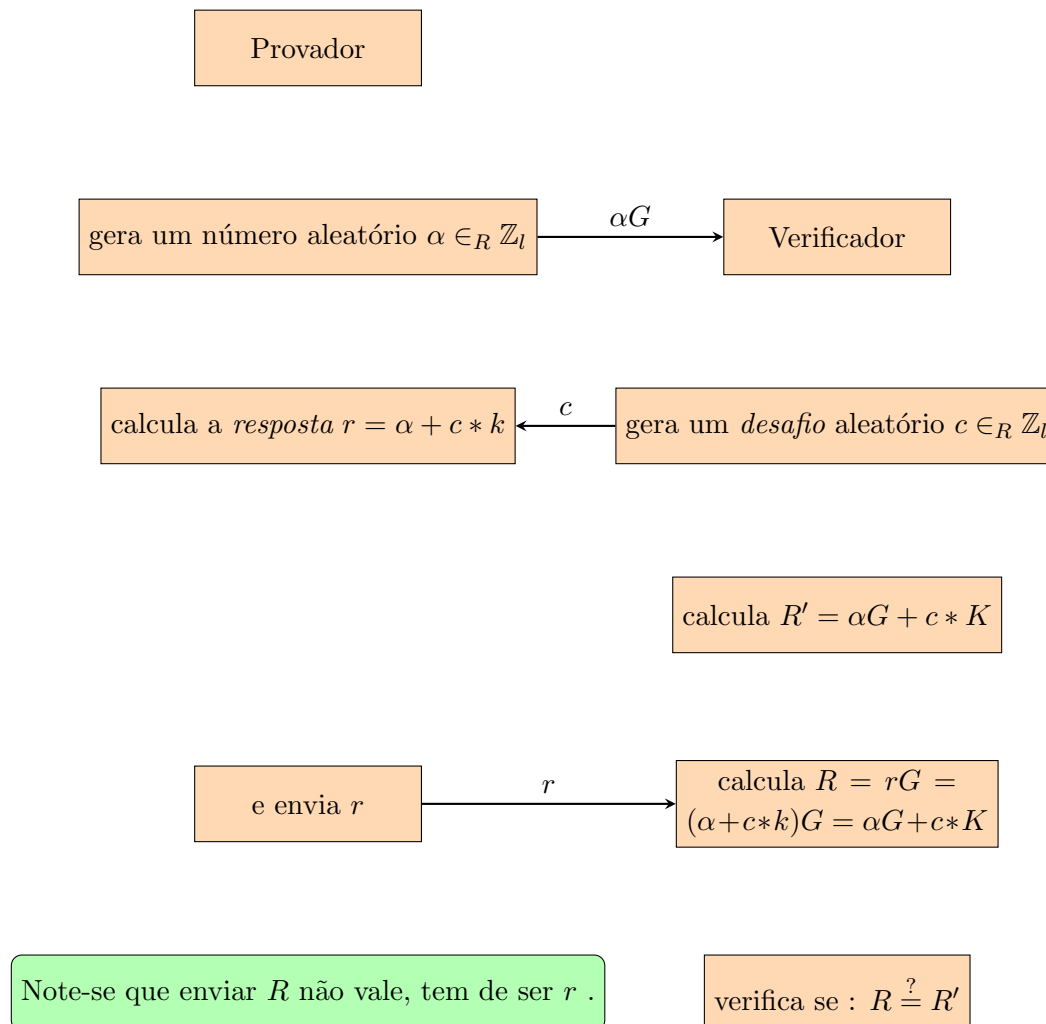 Provador
gera um número aleatório α ∈_R ℤ_l
αG
Verificador
calcula a resposta r = α + c ∗ k
c
gera um desafio aleatório c ∈_R ℤ_l
calcula R′ = αG + c ∗ K
e envia r
r
calcula R = rG =
(α+c∗k)G = αG+c∗K
Note-se que enviar R não vale, tem de ser r .
verifica se : R ≟ R′